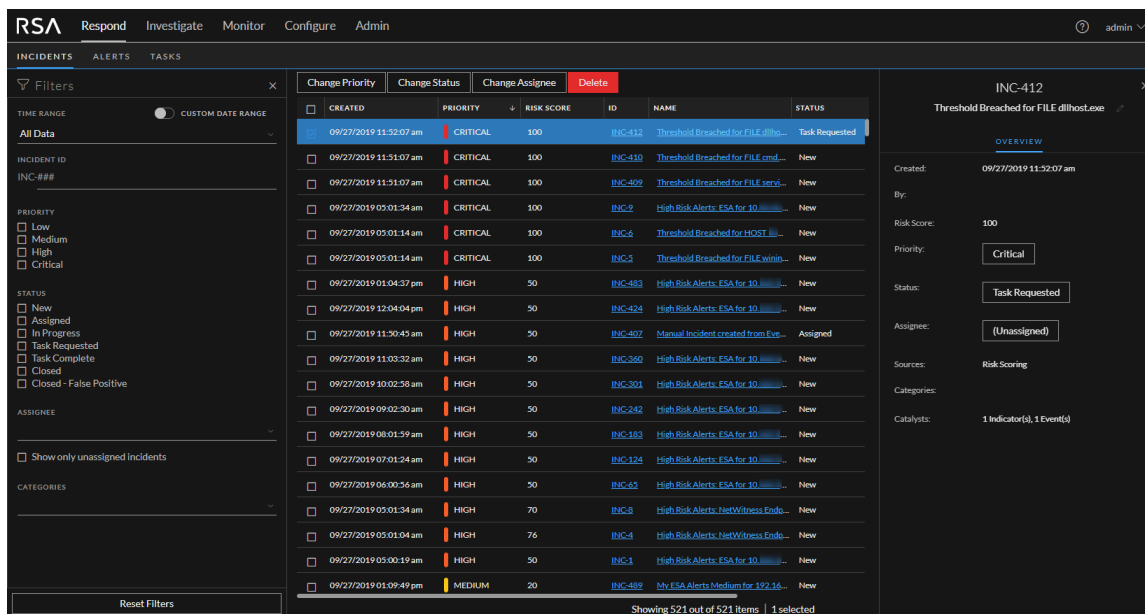 RSA Respond Investigate Monitor Configure Admin admin
INCIDENTS ALERTS TASKS
Filters
TIME RANGE CUSTOM DATE RANGE
All Data
INCIDENT ID
INC-###
PRIORITY
Low
Medium
High
Critical
STATUS
New
Assigned
In Progress
Task Requested
Task Complete
Closed
Closed - False Positive
ASSIGNEE
Show only unassigned incidents
CATEGORIES
Reset Filters
Change Priority Change Status Change Assignee Delete
CREATED PRIORITY RISK SCORE ID NAME STATUS
09/27/2019 11:52:07 am CRITICAL 100 INC-412 Threshold Breached for FILE dllho... Task Requested
09/27/2019 11:51:07 am CRITICAL 100 INC-410 Threshold Breached for FILE cmd.... New
09/27/2019 11:51:07 am CRITICAL 100 INC-409 Threshold Breached for FILE servi... New
09/27/2019 05:01:34 am CRITICAL 100 INC-9 High Risk Alerts: ESA for 10. ... New
09/27/2019 05:01:14 am CRITICAL 100 INC-6 Threshold Breached for HOST ... New
09/27/2019 05:01:14 am CRITICAL 100 INC-5 Threshold Breached for FILE winin... New
09/27/2019 01:04:37 pm HIGH 50 INC-483 High Risk Alerts: ESA for 10. ... New
09/27/2019 12:04:04 pm HIGH 50 INC-424 High Risk Alerts: ESA for 10. ... New
09/27/2019 11:50:45 am HIGH 50 INC-407 Manual Incident created from Eve... Assigned
09/27/2019 11:03:32 am HIGH 50 INC-360 High Risk Alerts: ESA for 10. ... New
09/27/2019 10:02:58 am HIGH 50 INC-301 High Risk Alerts: ESA for 10. ... New
09/27/2019 09:02:30 am HIGH 50 INC-242 High Risk Alerts: ESA for 10. ... New
09/27/2019 08:01:59 am HIGH 50 INC-183 High Risk Alerts: ESA for 10. ... New
09/27/2019 07:01:24 am HIGH 50 INC-124 High Risk Alerts: ESA for 10. ... New
09/27/2019 06:00:56 am HIGH 50 INC-65 High Risk Alerts: ESA for 10. ... New
09/27/2019 05:01:34 am HIGH 70 INC-8 High Risk Alerts: NetWitness Endp... New
09/27/2019 05:01:04 am HIGH 76 INC-4 High Risk Alerts: NetWitness Endp... New
09/27/2019 05:00:19 am HIGH 50 INC-1 High Risk Alerts: ESA for 10. ... New
09/27/2019 01:09:49 pm MEDIUM 20 INC-489 My ESA Alerts Medium for 192.16... New
Showing 521 out of 521 items | 1 selected
INC-412
Threshold Breached for FILE dllhost.exe
OVERVIEW
Created: 09/27/2019 11:52:07 am
By:
Risk Score: 100
Priority: Critical
Status: Task Requested
Assignee: (Unassigned)
Sources: Risk Scoring
Categories:
Catalysts: 1 Indicator(s), 1 Event(s)